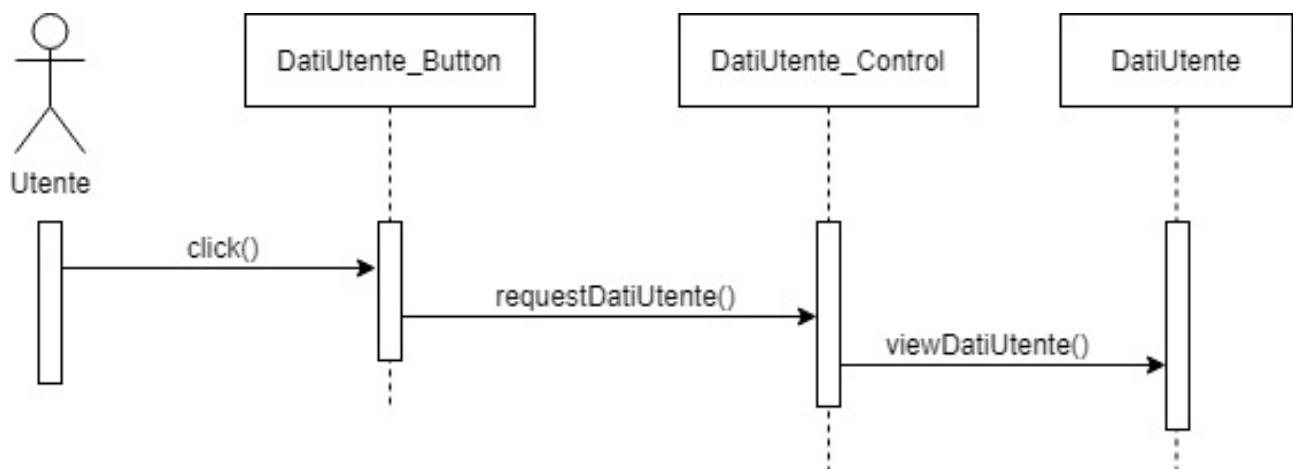 DatiUtente_Button
DatiUtente_Control
DatiUtente
Utente
click()
requestDatiUtente()
viewDatiUtente()